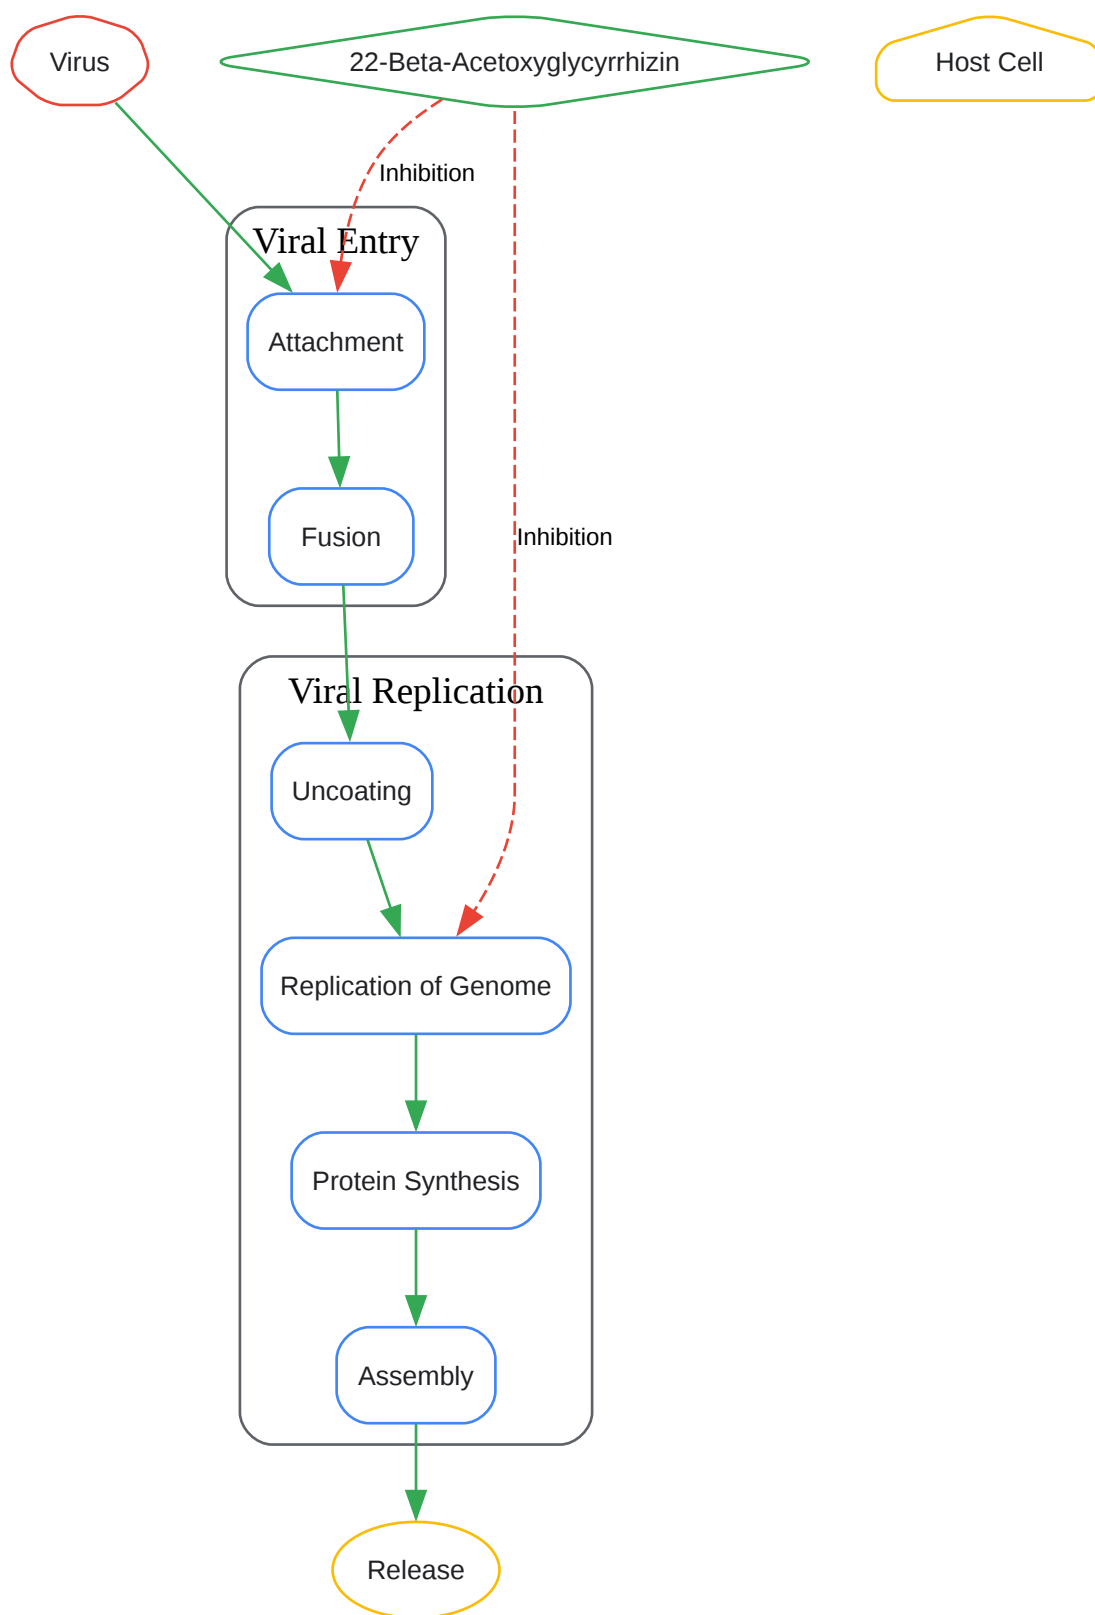 Virus
22-Beta-Acetoxyglycyrrhizin
Host Cell
Inhibition
Viral Entry
Attachment
Fusion
Inhibition
Viral Replication
Uncoating
Replication of Genome
Protein Synthesis
Assembly
Release